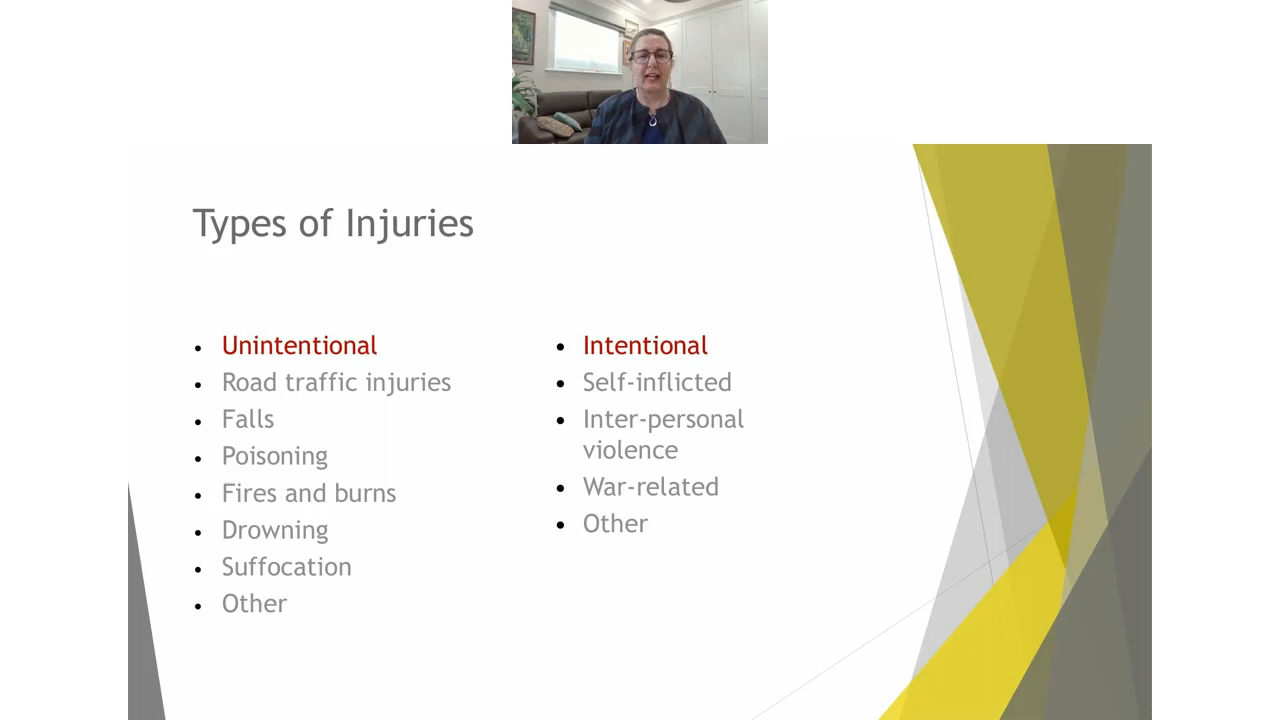 Types of Injuries
Unintentional
Road traffic injuries
Falls
Poisoning
Fires and burns
Drowning
Suffocation
Other
Intentional
Self-inflicted
Inter-personal
violence
War-related
Other